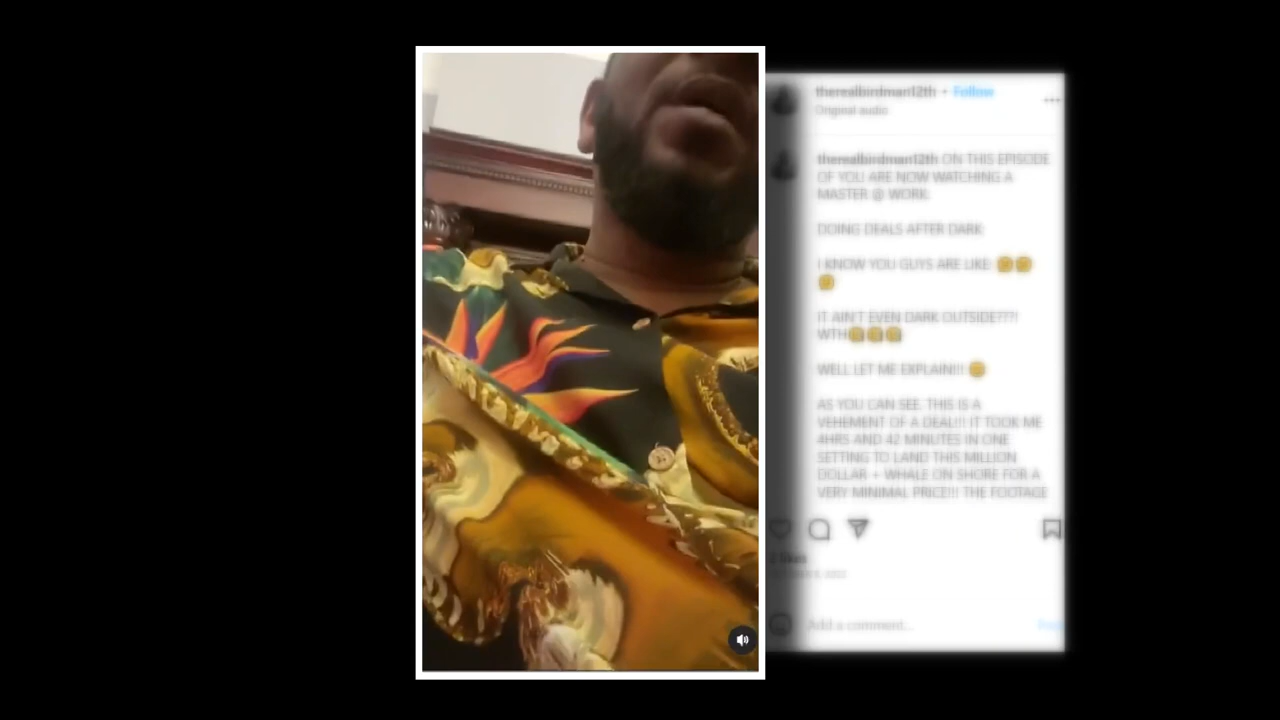 therealbirdman12th • Follow
Original audio
therealbirdman12th ON THIS EPISODE
OF YOU ARE NOW WATCHING A
MASTER @ WORK
DOING DEALS AFTER DARK
I KNOW YOU GUYS ARE LIKE
IT AIN'T EVEN DARK OUTSIDE???!
WTH
WELL LET ME EXPLAIN!!!
AS YOU CAN SEE THIS IS A
VEHEMENT OF A DEAL!!! IT TOOK ME
4HRS AND 42 MINUTES IN ONE
SETTING TO LAND THIS MILLION
DOLLAR + WHALE ON SHORE FOR A
VERY MINIMAL PRICE!!! THE FOOTAGE
2 likes
Add a comment...